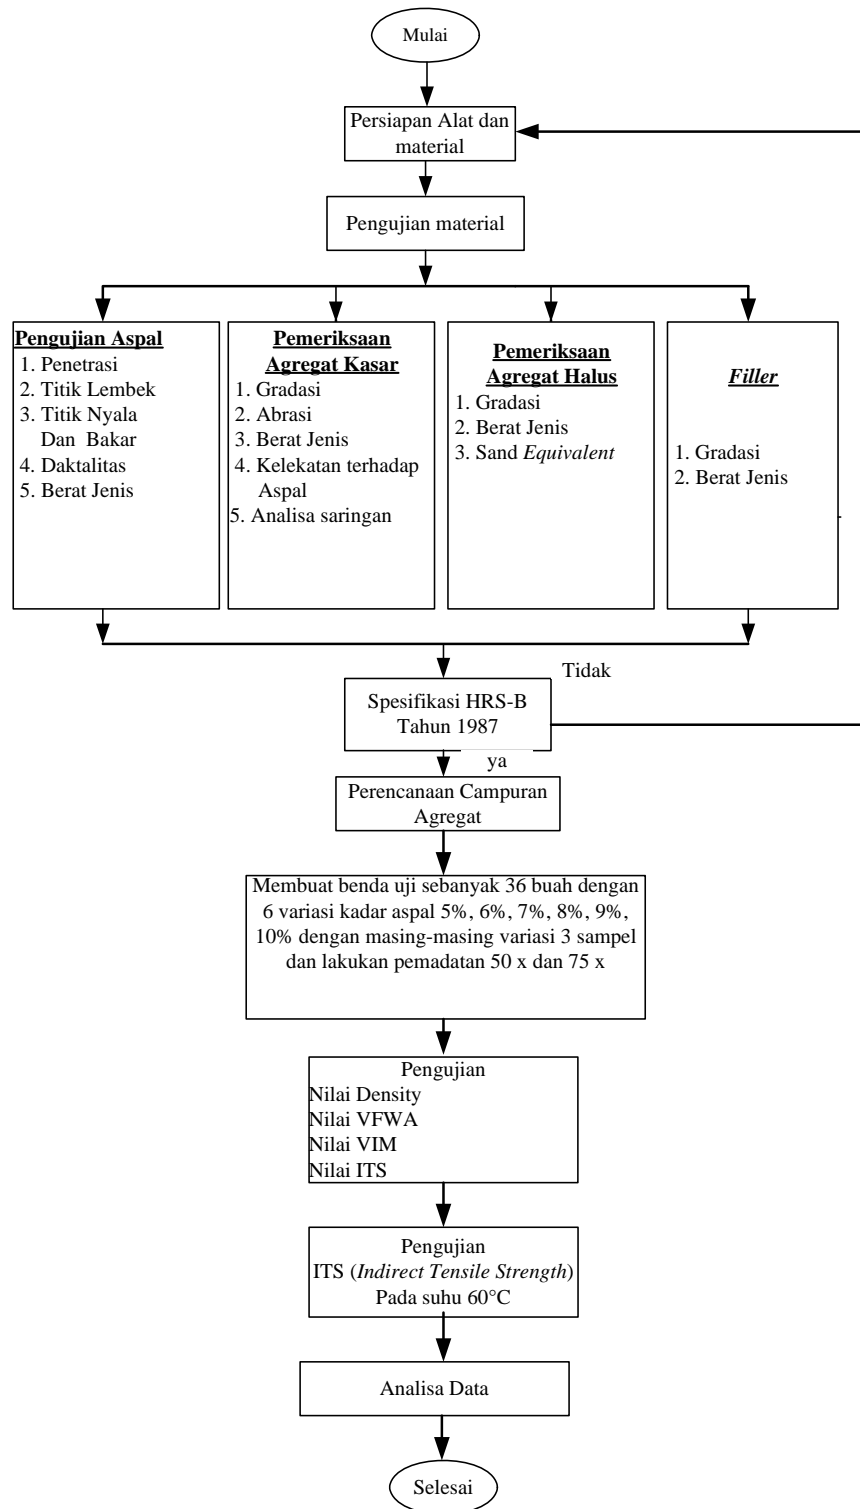 Mulai
Persiapan Alat dan
material
Pengujian material
Pengujian Aspal
1. Penetrasi
2. Titik Lembek
3. Titik Nyala
Dan Bakar
4. Daktalitas
5. Berat Jenis
Pemeriksaan
Agregat Kasar
1. Gradasi
2. Abrasi
3. Berat Jenis
4. Kelekatan terhadap
Aspal
5. Analisa saringan
Pemeriksaan
Agregat Halus
1. Gradasi
2. Berat Jenis
3. Sand Equivalent
Filler
1. Gradasi
2. Berat Jenis
Tidak
Spesifikasi HRS-B
Tahun 1987
ya
Perencanaan Campuran
Agregat
Membuat benda uji sebanyak 36 buah dengan
6 variasi kadar aspal 5%, 6%, 7%, 8%, 9%,
10% dengan masing-masing variasi 3 sampel
dan lakukan pemadatan 50 x dan 75 x
Pengujian
Nilai Density
Nilai VFWA
Nilai VIM
Nilai ITS
Pengujian
ITS (Indirect Tensile Strength)
Pada suhu 60°C
Analisa Data
Selesai